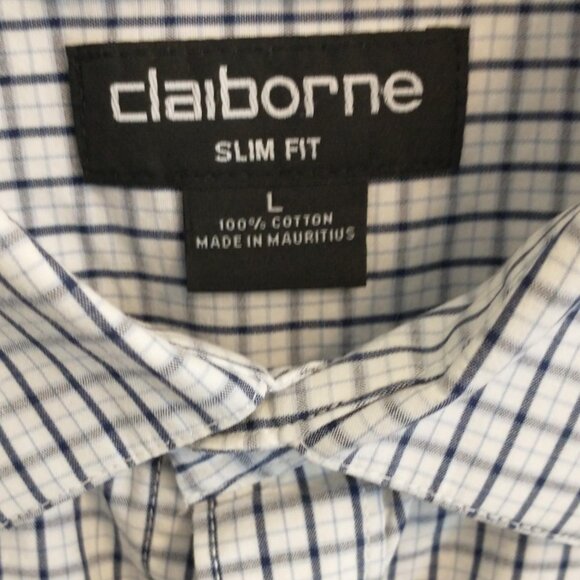 claiborne
SLIM FIT
L
100% COTTON
MADE IN MAURITIUS